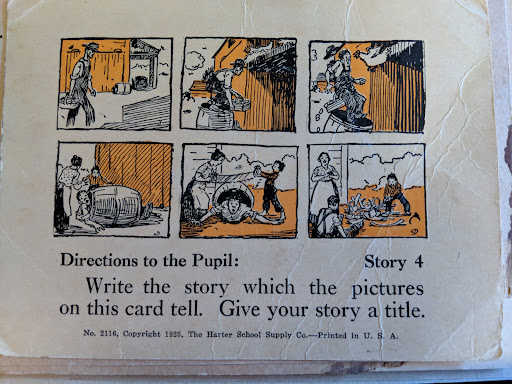 3
Directions to the Pupil: Story 4
Write the story which the pictures
on this card tell. Give your story a title.
No. 2116, Copyright 1925, The Harter School Supply Co.—Printed in U. S. A.